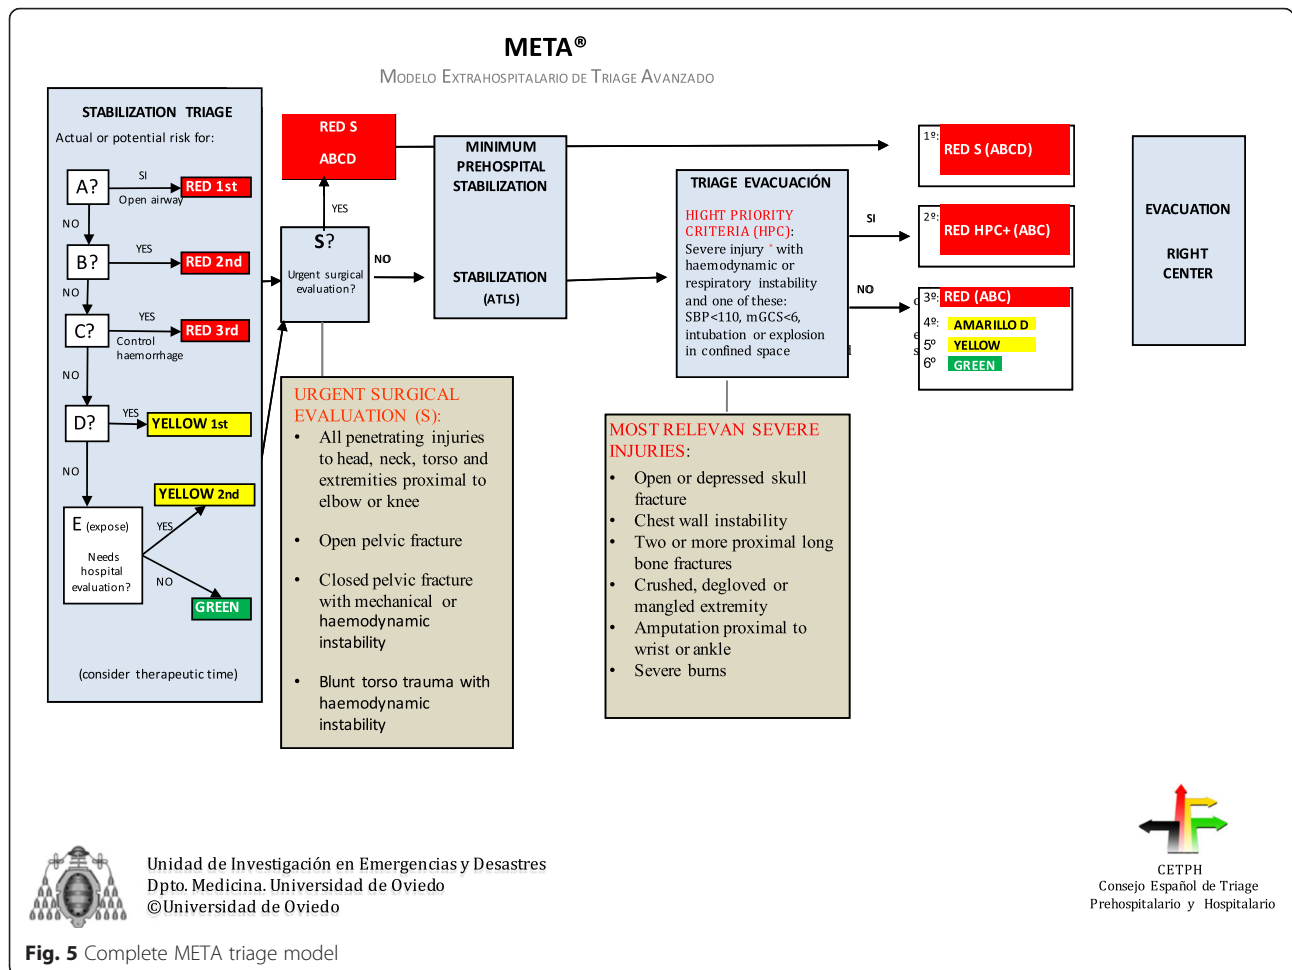 META®
MODELO EXTRAHOSPITALARIO DE TRIAGE AVANZADO
STABILIZATION TRIAGE
Actual or potential risk for:
A?
SI
Open airway
RED 1st
NO
B?
YES
RED 2nd
NO
C?
YES
Control
haemorrhage
RED 3rd
NO
D?
YES
YELLOW 1st
NO
E (expose)
Needs
hospital
evaluation?
YES
YELLOW 2nd
NO
GREEN
(consider therapeutic time)
RED S
ABCD
YES
S?
Urgent surgical
evaluation?
NO
URGENT SURGICAL
EVALUATION (S):
• All penetrating injuries
to head, neck, torso and
extremities proximal to
elbow or knee
• Open pelvic fracture
• Closed pelvic fracture
with mechanical or
haemodynamic
instability
• Blunt torso trauma with
haemodynamic
instability
MINIMUM
PREHOSPITAL
STABILIZATION
STABILIZATION
(ATLS)
TRIAGE EVACUACIÓN
HIGHT PRIORITY
CRITERIA (HPC):
Severe injury * with
haemodynamic or
respiratory instability
and one of these:
SBP<110, mGCS<6,
intubation or explosion
in confined space
SI
NO
MOST RELEVAN SEVERE
INJURIES:
• Open or depressed skull
fracture
• Chest wall instability
• Two or more proximal long
bone fractures
• Crushed, degloved or
mangled extremity
• Amputation proximal to
wrist or ankle
• Severe burns
1º: RED S (ABCD)
2º: RED HPC+ (ABC)
3º: RED (ABC)
4º: AMARILLO D
5º YELLOW
6º GREEN
EVACUATION
RIGHT
CENTER
Unidad de Investigación en Emergencias y Desastres
Dpto. Medicina. Universidad de Oviedo
©Universidad de Oviedo
CETPH
Consejo Español de Triage
Prehospitalario y Hospitalario
Fig. 5 Complete META triage model